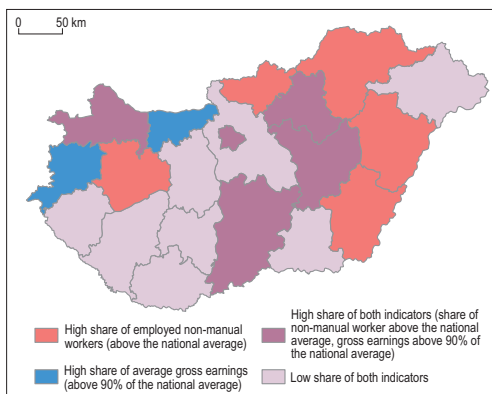 0 50 km
High share of employed non-manual
workers (above the national average)
High share of average gross earnings
(above 90% of the national average)
High share of both indicators (share of
non-manual worker above the national
average, gross earnings above 90% of
the national average)
Low share of both indicators